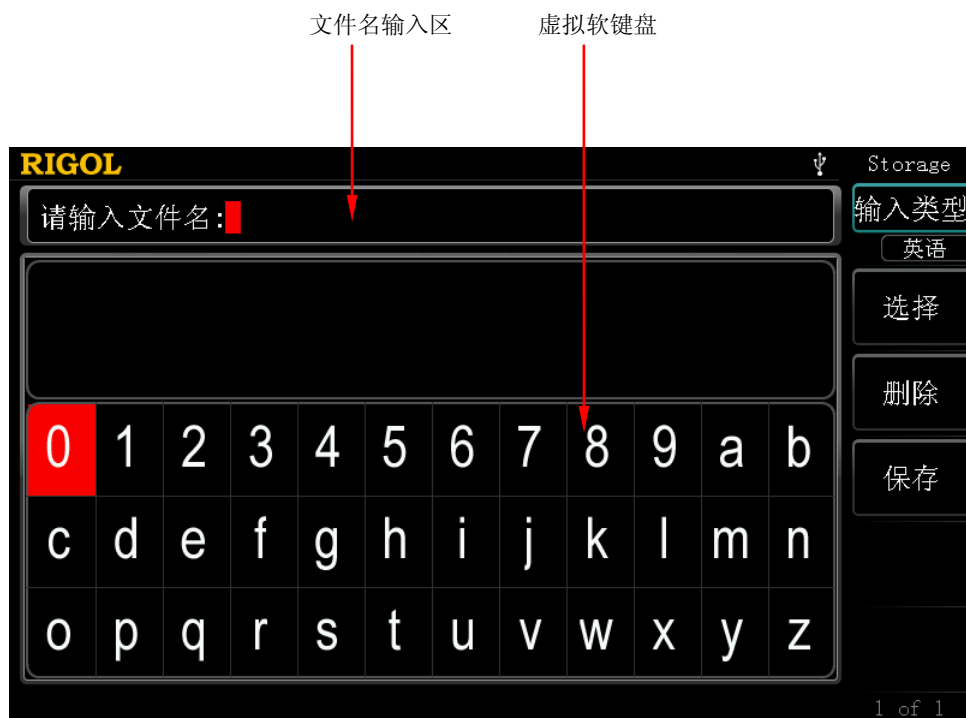 文件名输入区 虚拟软键盘
RIGOL Storage
请输入文件名: 输入类型
英语
选择
删除
0 1 2 3 4 5 6 7 8 9 a b
保存
c d e f g h i j k l m n
o p q r s t u v w x y z
1 of 1